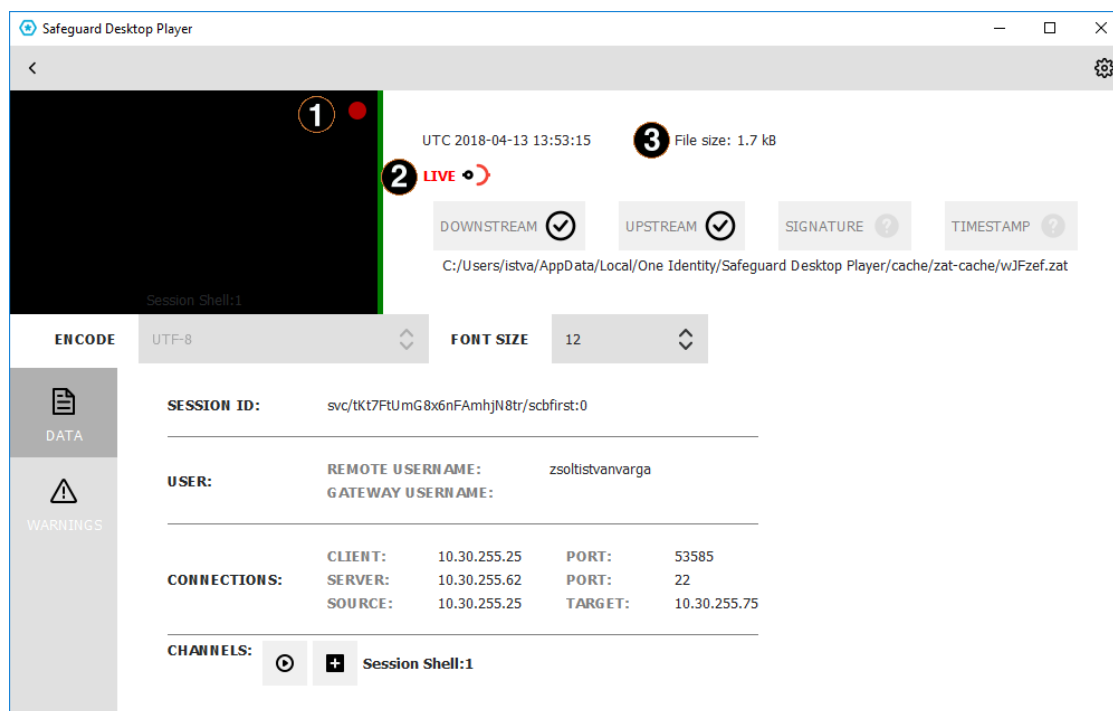 Safeguard Desktop Player
1
UTC 2018-04-13 13:53:15
3 File size: 1.7 kB
2 LIVE
DOWNSTREAM UPSTREAM SIGNATURE ? TIMESTAMP ?
C:/Users/istva/AppData/Local/One Identity/Safeguard Desktop Player/cache/zat-cache/wJFzef.zat
Session Shell:1
ENCODE UTF-8 FONT SIZE 12
DATA
WARNINGS
SESSION ID: svc/tKt7FtUmG8x6nFAmhjN8tr/scbfirst:0
USER: REMOTE USERNAME: zsoltistvanvarga
GATEWAY USERNAME:
CONNECTIONS: CLIENT: 10.30.255.25 PORT: 53585
SERVER: 10.30.255.62 PORT: 22
SOURCE: 10.30.255.25 TARGET: 10.30.255.75
CHANNELS: Session Shell:1